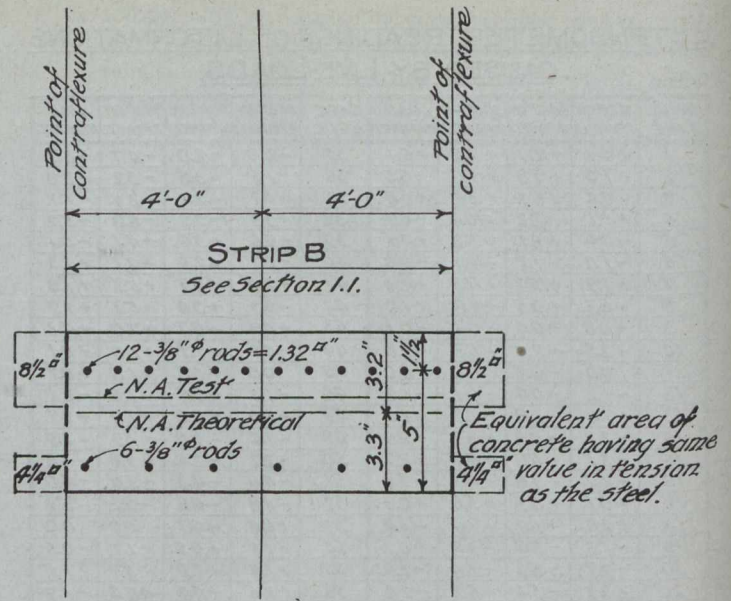 Point of
contraflexure
Point of
contraflexure
4'-0"
4'-0"
STRIP B
See Section 1.1.
12-3/8"ᶲ rods=1.32▫"
8½▫"
8½▫"
3.2"
1½"
N.A. Test
N.A. Theoretical
6-3/8"ᶲ rods
3.3"
5"
4¼▫"
4¼▫"
Equivalent area of
concrete having same
value in tension
as the steel.